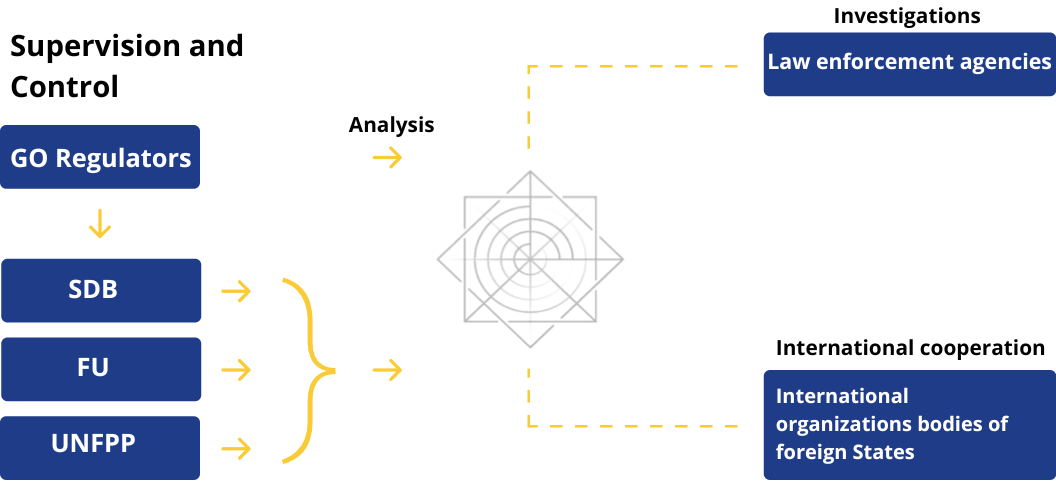 Supervision and
Control
GO Regulators
SDB
FU
UNFPP
Analysis
Investigations
Law enforcement agencies
International cooperation
International
organizations bodies of
foreign States